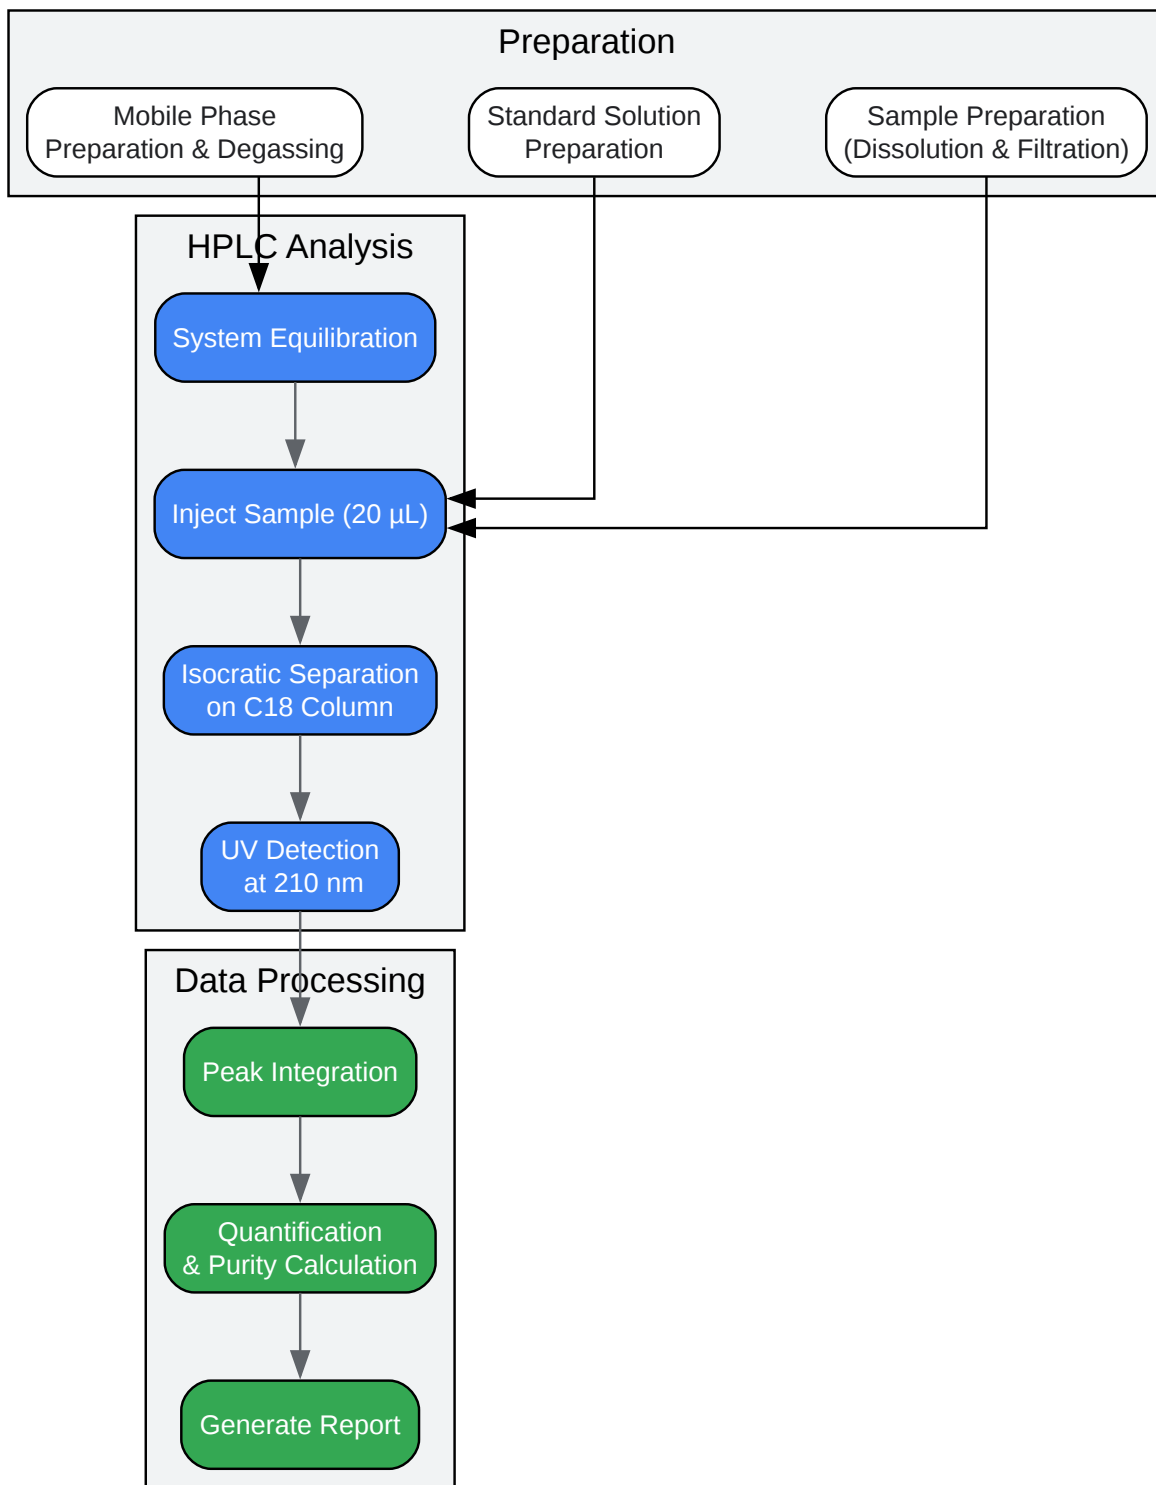 Preparation
Mobile Phase
Preparation & Degassing
Standard Solution
Preparation
Sample Preparation
(Dissolution & Filtration)
HPLC Analysis
System Equilibration
Inject Sample (20 µL)
Isocratic Separation
on C18 Column
UV Detection
at 210 nm
Data Processing
Peak Integration
Quantification
& Purity Calculation
Generate Report